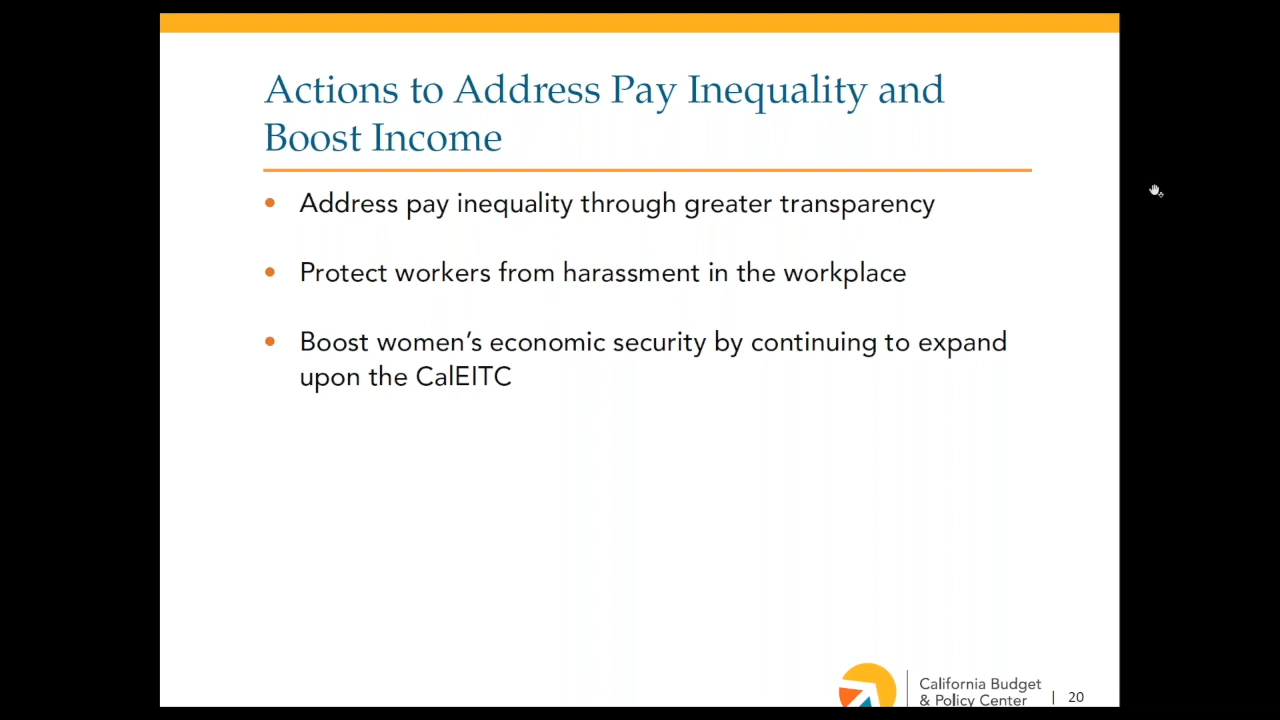 Actions to Address Pay Inequality and
Boost Income
• Address pay inequality through greater transparency
• Protect workers from harassment in the workplace
• Boost women’s economic security by continuing to expand
upon the CalEITC
California Budget
& Policy Center | 20